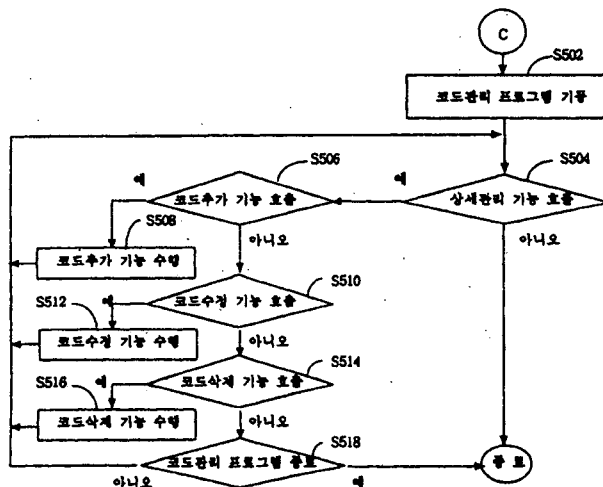 C
S502
코드관리 프로그램 기동
S506
S504
예
코드추가 기능 호출
예
상세관리 기능 호출
S508
아니오
아니오
코드추가 기능 수행
S510
S512
예
코드수정 기능 호출
코드수정 기능 수행
아니오
S514
S516
예
코드삭제 기능 호출
코드삭제 기능 수행
아니오
S518
코드관리 프로그램 종료
종료
아니오
예